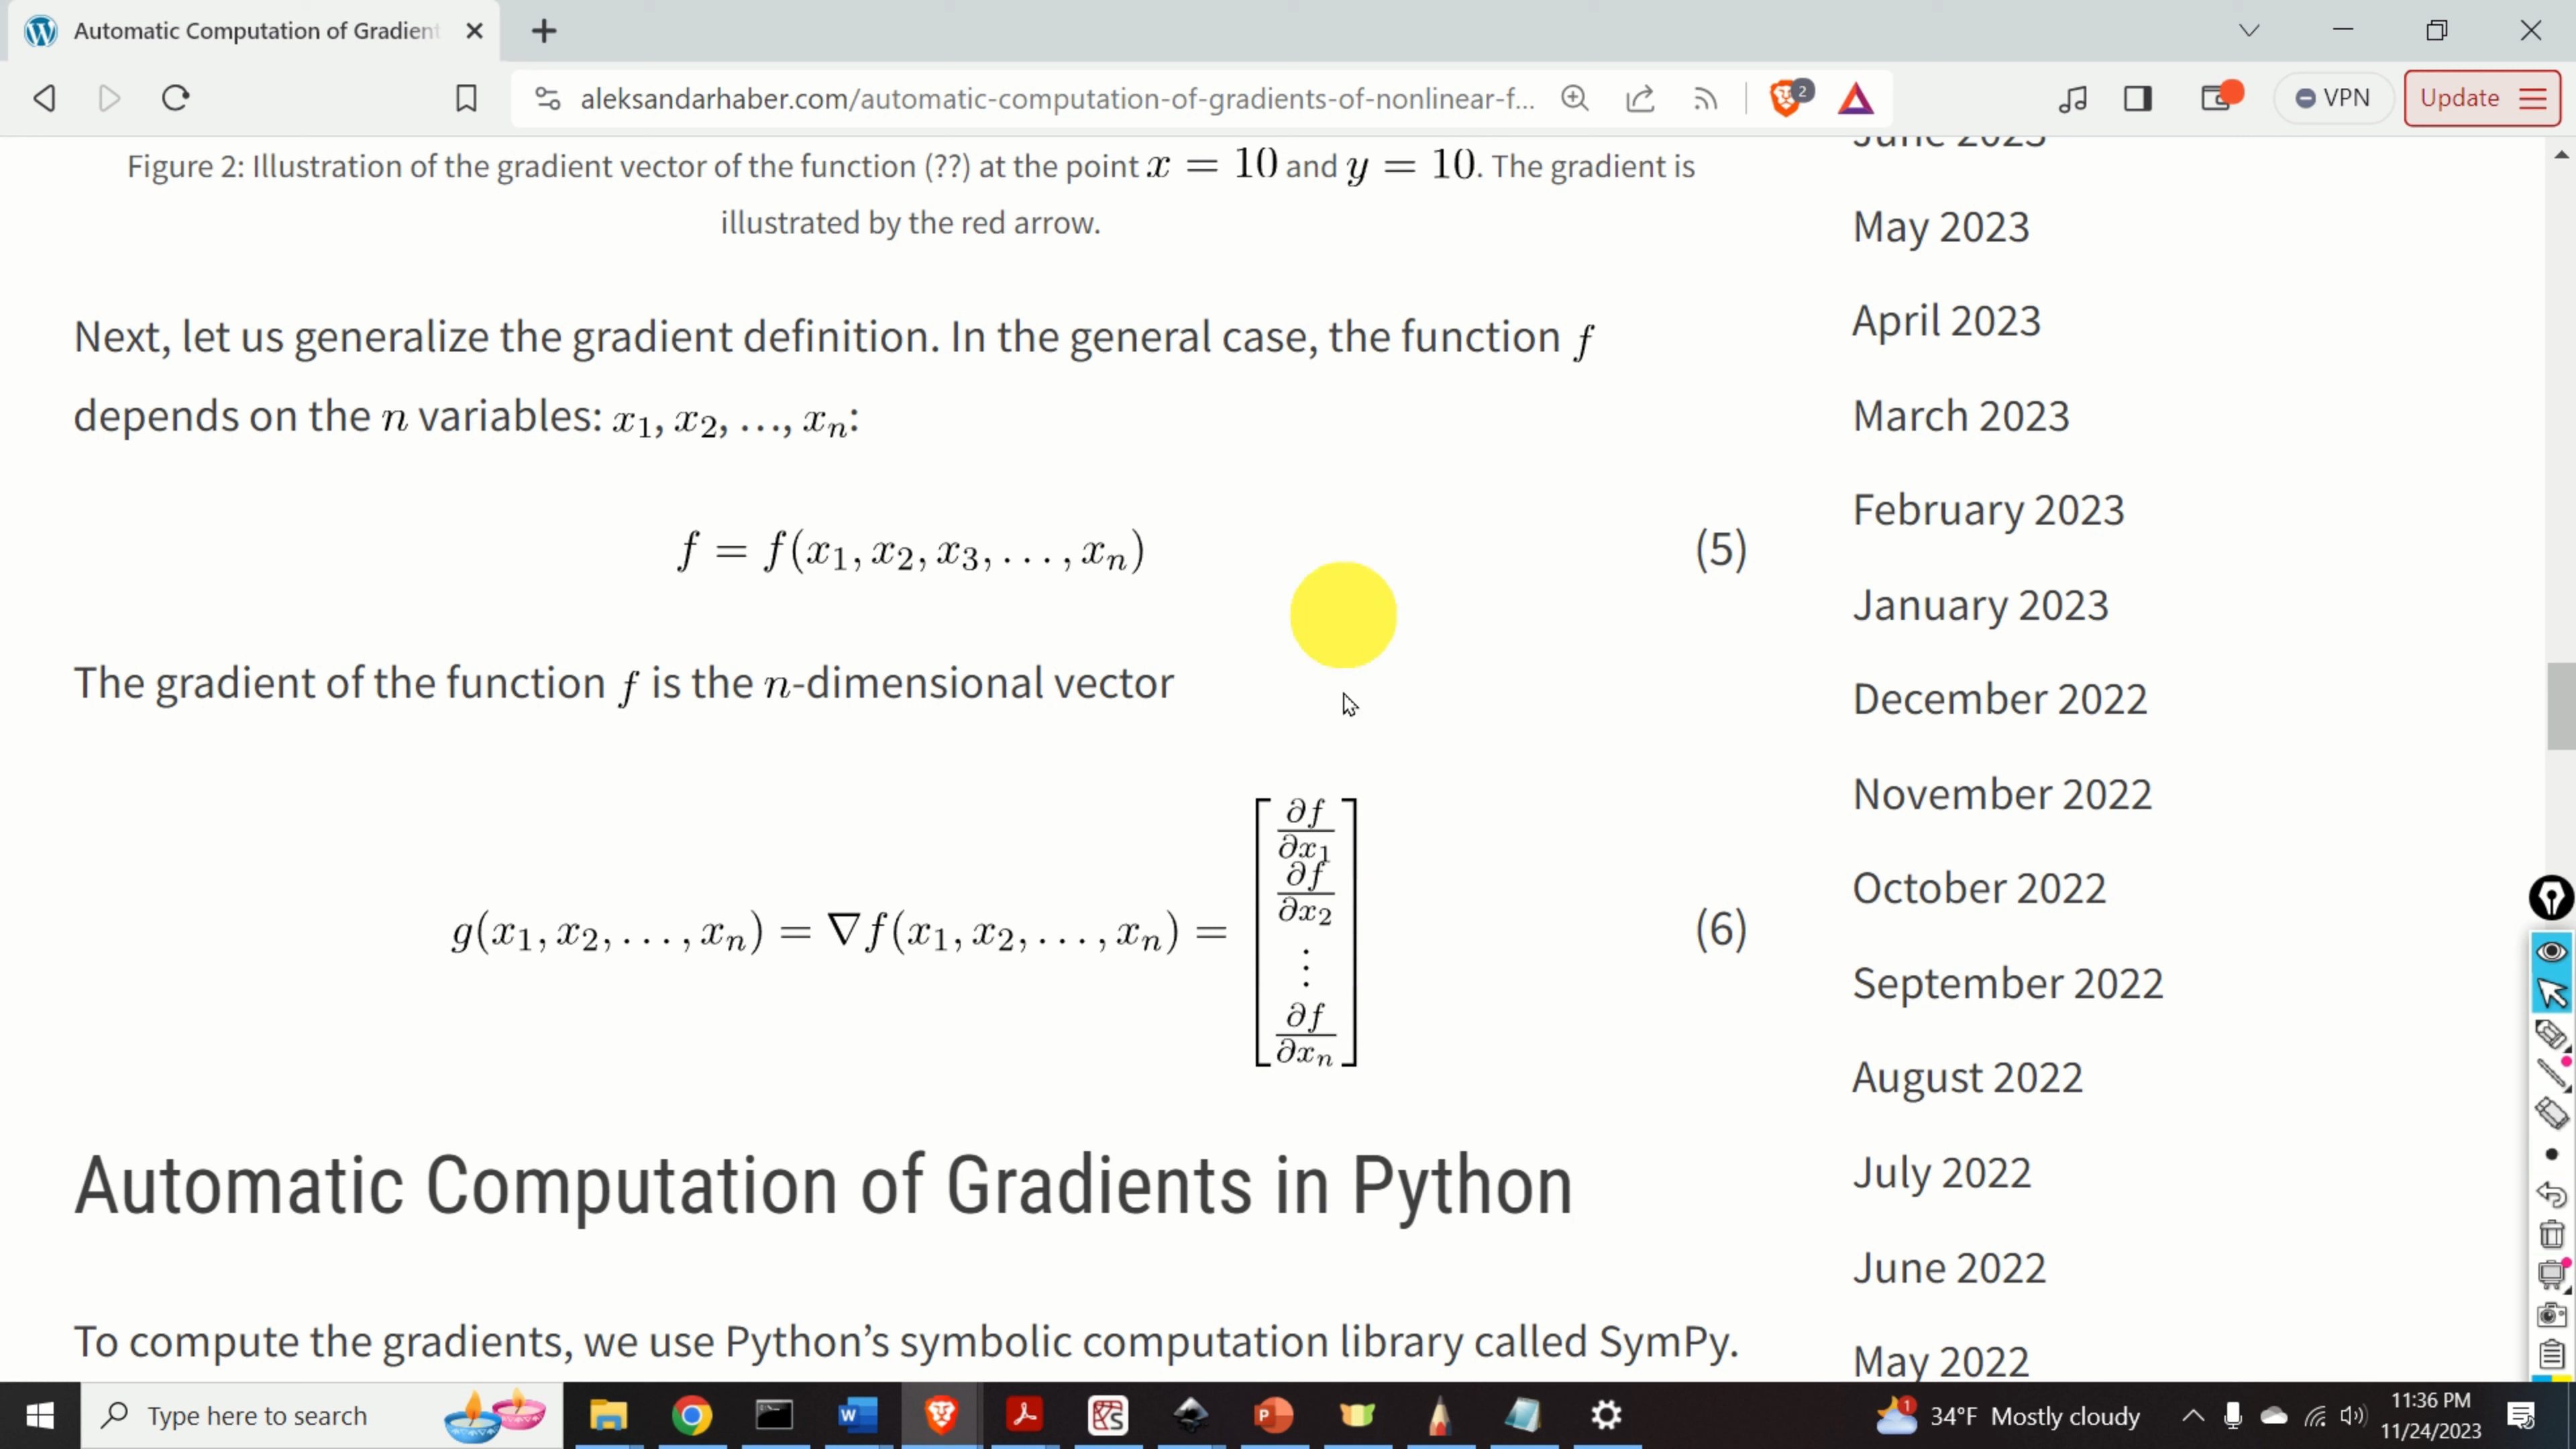 Automatic Computation of Gradient
aleksandarhaber.com/automatic-computation-of-gradients-of-nonlinear-f...
2
VPN
Update
Figure 2: Illustration of the gradient vector of the function (??) at the point x = 10 and y = 10. The gradient is
illustrated by the red arrow.
Next, let us generalize the gradient definition. In the general case, the function f
depends on the n variables: x₁, x₂, ..., xₙ:
f = f(x₁, x₂, x₃, . . . , xₙ) (5)
The gradient of the function f is the n-dimensional vector
g(x₁, x₂, . . . , xₙ) = ∇f(x₁, x₂, . . . , xₙ) = [∂f/∂x₁ ∂f/∂x₂ ⋮ ∂f/∂xₙ] (6)
Automatic Computation of Gradients in Python
To compute the gradients, we use Python's symbolic computation library called SymPy.
June 2023
May 2023
April 2023
March 2023
February 2023
January 2023
December 2022
November 2022
October 2022
September 2022
August 2022
July 2022
June 2022
May 2022
Type here to search
1
34°F Mostly cloudy
11:36 PM
11/24/2023